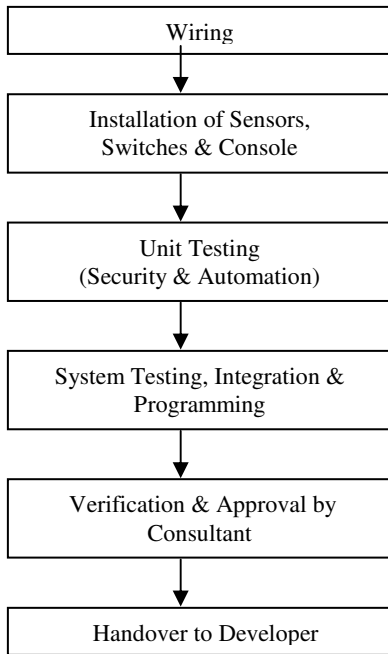 Wiring
Installation of Sensors,
Switches & Console
Unit Testing
(Security & Automation)
System Testing, Integration &
Programming
Verification & Approval by
Consultant
Handover to Developer